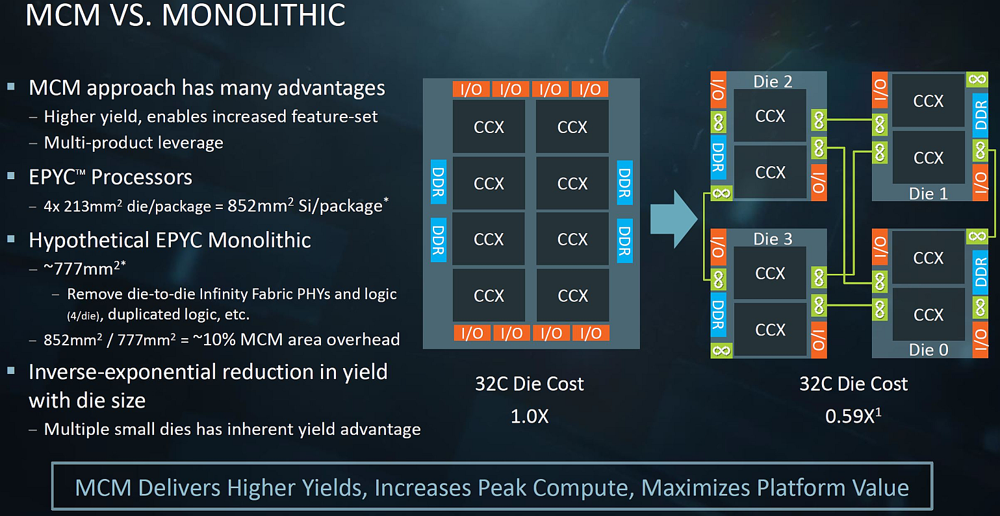 MCM VS. MONOLITHIC
▪ MCM approach has many advantages
– Higher yield, enables increased feature-set
– Multi-product leverage
▪ EPYC™ Processors
– 4x 213mm² die/package = 852mm² Si/package*
▪ Hypothetical EPYC Monolithic
– ~777mm²*
– Remove die-to-die Infinity Fabric PHYs and logic
(4/die), duplicated logic, etc.
– 852mm² / 777mm² = ~10% MCM area overhead
▪ Inverse-exponential reduction in yield
with die size
– Multiple small dies has inherent yield advantage
I/O I/O I/O I/O
CCX CCX
DDR CCX CCX DDR
DDR CCX CCX DDR
CCX CCX
I/O I/O I/O I/O
32C Die Cost
1.0X
Die 2
I/O
CCX
∞
∞
DDR
CCX
∞
I/O
∞
I/O
CCX
∞
∞
DDR
∞
CCX
∞
I/O
Die 1
Die 3
I/O
CCX
∞
∞
DDR
CCX
∞
I/O
∞
I/O
CCX
∞
∞
DDR
∞
CCX
∞
I/O
Die 0
32C Die Cost
0.59X¹
MCM Delivers Higher Yields, Increases Peak Compute, Maximizes Platform Value